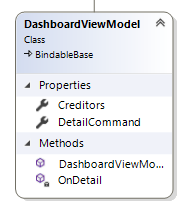 DashboardViewModel
Class
BindableBase
Properties
Creditors
DetailCommand
Methods
DashboardViewMo...
OnDetail